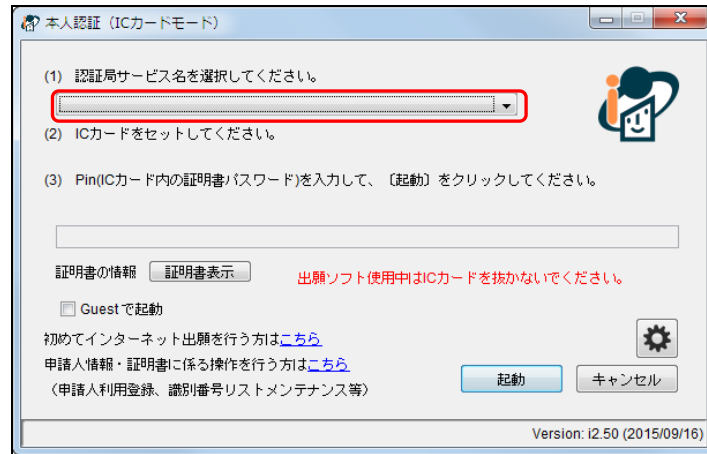 本人認証（ICカードモード）
(1) 認証局サービス名を選択してください。
(2) ICカードをセットしてください。
(3) Pin(ICカード内の証明書パスワード)を入力して、〔起動〕をクリックしてください。
証明書の情報 証明書表示 出願ソフト使用中はICカードを抜かないでください。
Guestで起動
初めてインターネット出願を行う方はこちら
申請人情報・証明書に係る操作を行う方はこちら
（申請人利用登録、識別番号リストメンテナンス等）
起動 キャンセル
Version: i2.50 (2015/09/16)